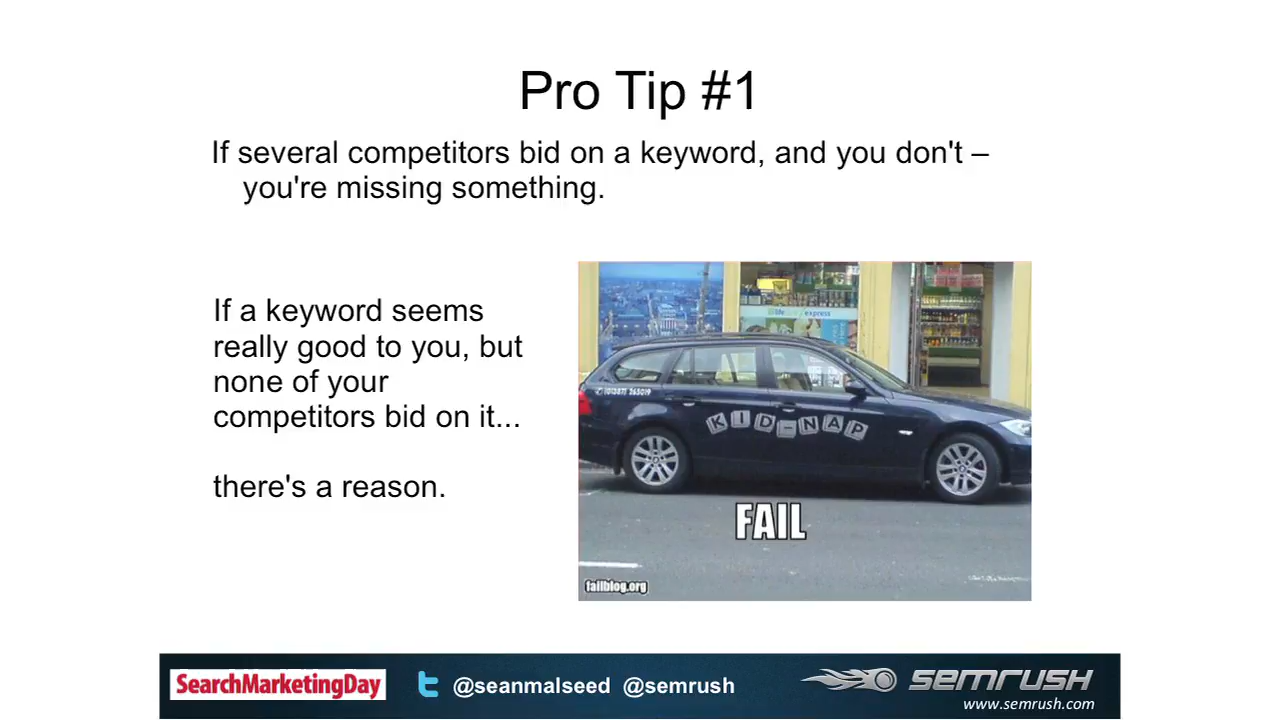 Pro Tip #1
If several competitors bid on a keyword, and you don't –
you're missing something.
If a keyword seems
really good to you, but
none of your
competitors bid on it...
there's a reason.
express
KID-NAP
FAIL
failblog.org
SearchMarketingDay
@seanmalseed @semrush
SEMRUSH
www.semrush.com